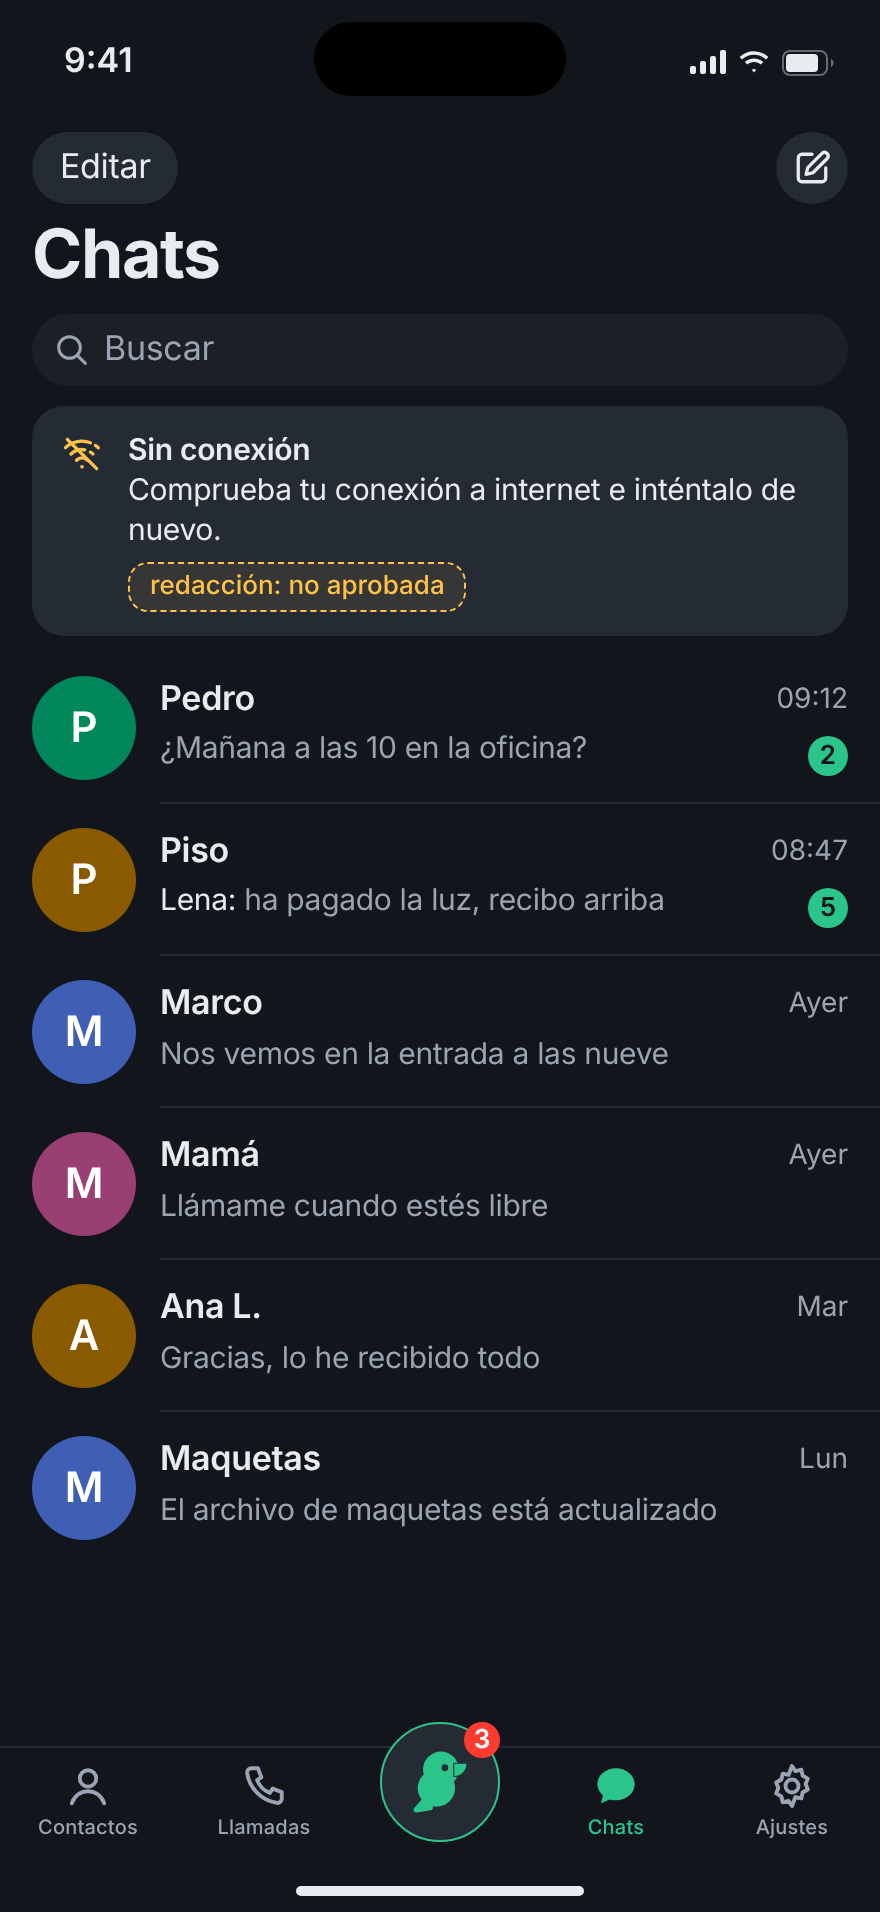 9:41
Editar
Chats
Buscar
Sin conexión
Comprueba tu conexión a internet e inténtalo de
nuevo.
redacción: no aprobada
P
Pedro
09:12
¿Mañana a las 10 en la oficina?
2
P
Piso
08:47
Lena: ha pagado la luz, recibo arriba
5
M
Marco
Ayer
Nos vemos en la entrada a las nueve
M
Mamá
Ayer
Llámame cuando estés libre
A
Ana L.
Mar
Gracias, lo he recibido todo
M
Maquetas
Lun
El archivo de maquetas está actualizado
3
Contactos
Llamadas
Chats
Ajustes